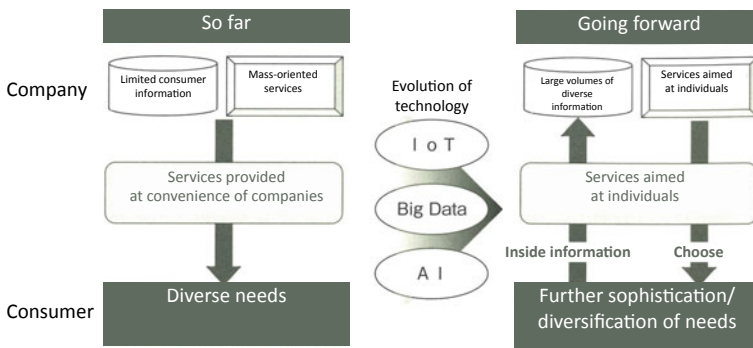 So far
Going forward
Company
Limited consumer
information
Mass-oriented
services
Evolution of
technology
Large volumes of
diverse
information
Services aimed
at individuals
I o T
Services provided
at convenience of companies
Big Data
Services aimed
at individuals
A I
Inside information
Choose
Consumer
Diverse needs
Further sophistication/
diversification of needs